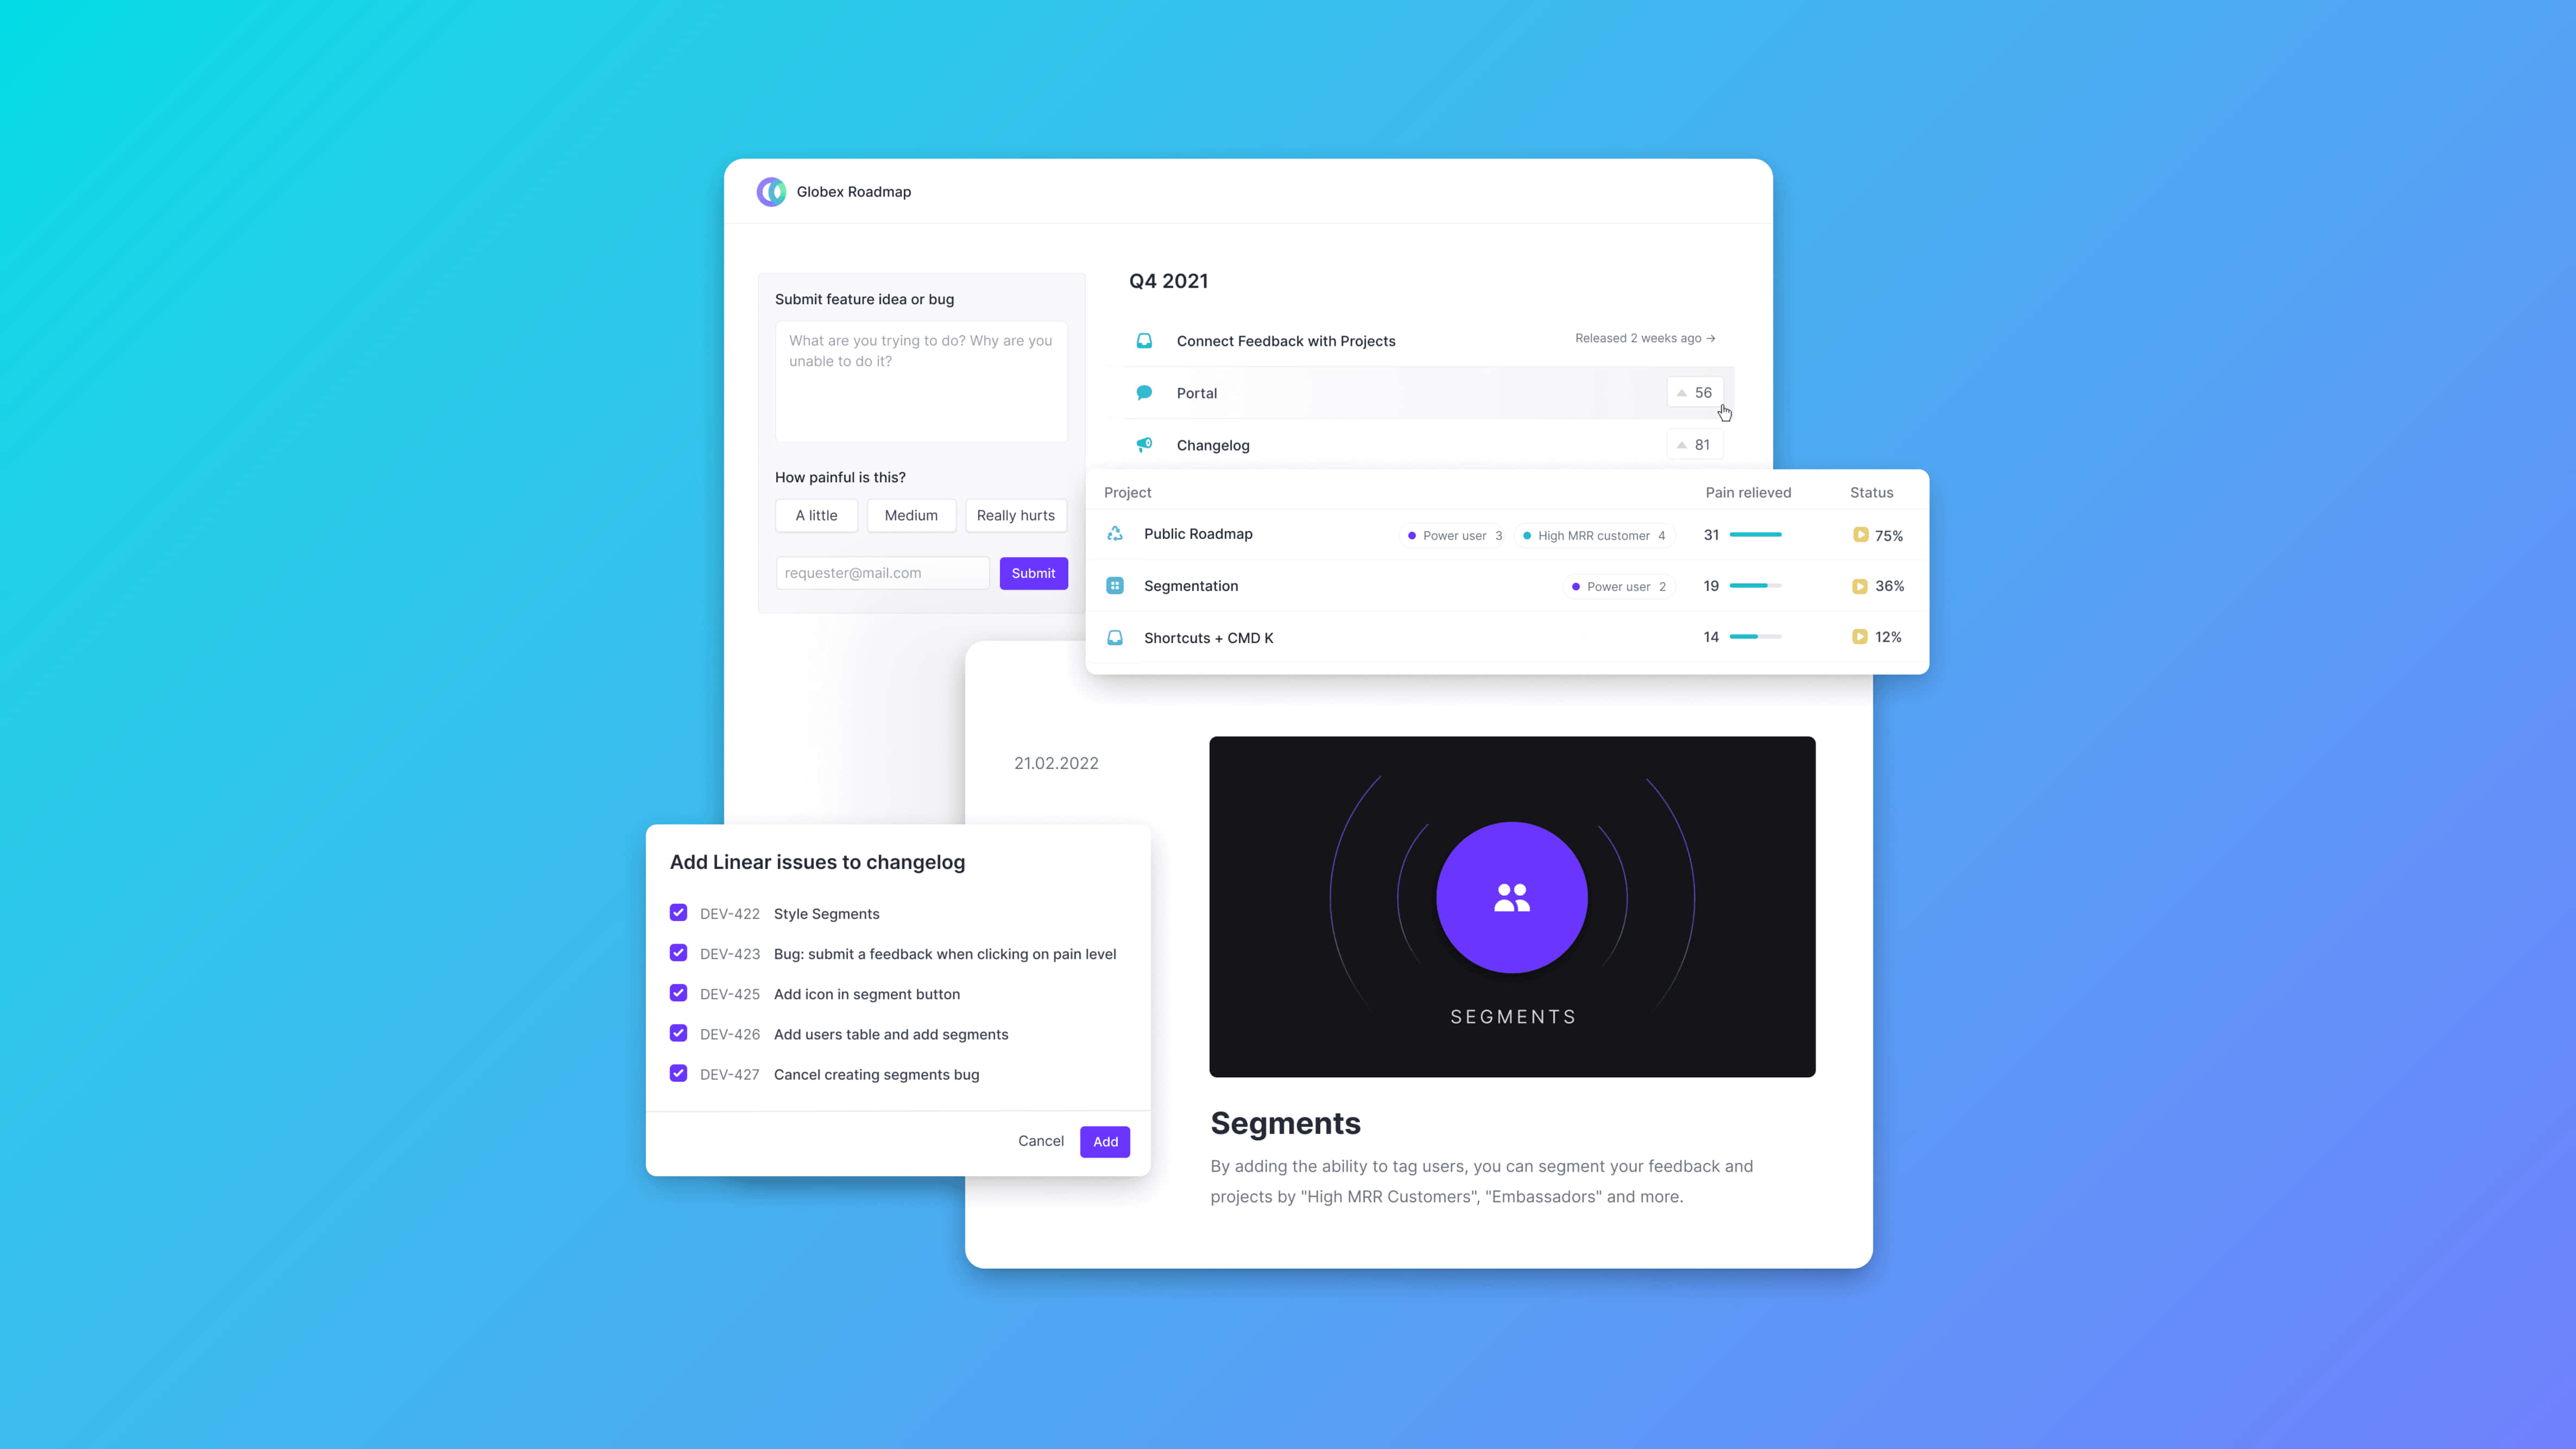 Globex Roadmap
Submit feature idea or bug
What are you trying to do? Why are you
unable to do it?
How painful is this?
A little Medium Really hurts
requester@mail.com Submit
Q4 2021
Connect Feedback with Projects Released 2 weeks ago →
Portal 56
Changelog 81
Project Pain relieved Status
Public Roadmap Power user 3 High MRR customer 4 31 75%
Segmentation Power user 2 19 36%
Shortcuts + CMD K 14 12%
21.02.2022
SEGMENTS
Segments
By adding the ability to tag users, you can segment your feedback and
projects by "High MRR Customers", "Embassadors" and more.
Add Linear issues to changelog
DEV-422 Style Segments
DEV-423 Bug: submit a feedback when clicking on pain level
DEV-425 Add icon in segment button
DEV-426 Add users table and add segments
DEV-427 Cancel creating segments bug
Cancel Add